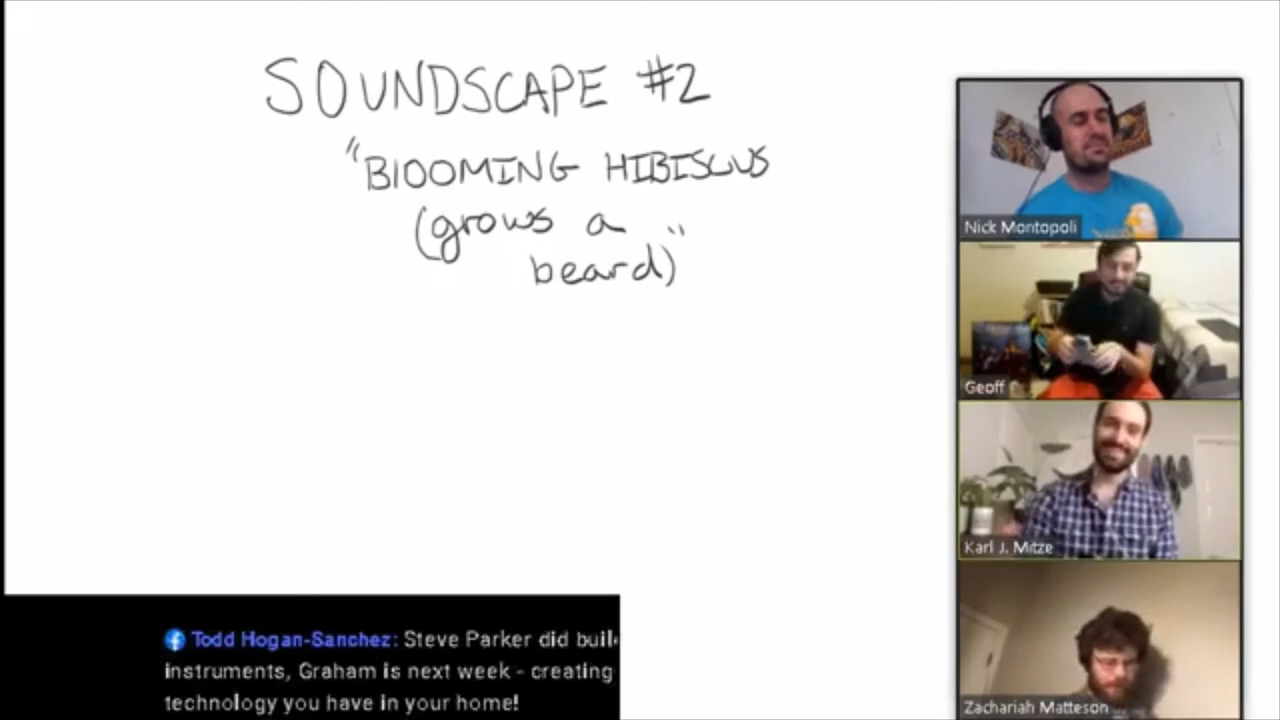 SOUNDSCAPE #2
"BlOOMING HIBISCUS
(grows a
beard)"
Nick Montopoli
Geoff
Karl J. Mitze
Zachariah Matteson
Todd Hogan-Sanchez: Steve Parker did buil
instruments, Graham is next week - creating
technology you have in your home!